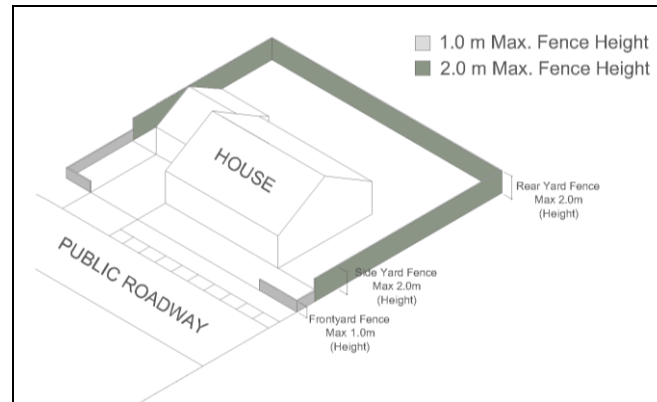 1.0 m Max. Fence Height
2.0 m Max. Fence Height
HOUSE
Rear Yard Fence
Max 2.0m
(Height)
PUBLIC ROADWAY
Side Yard Fence
Max 2.0m
(Height)
Frontyard Fence
Max 1.0m
(Height)